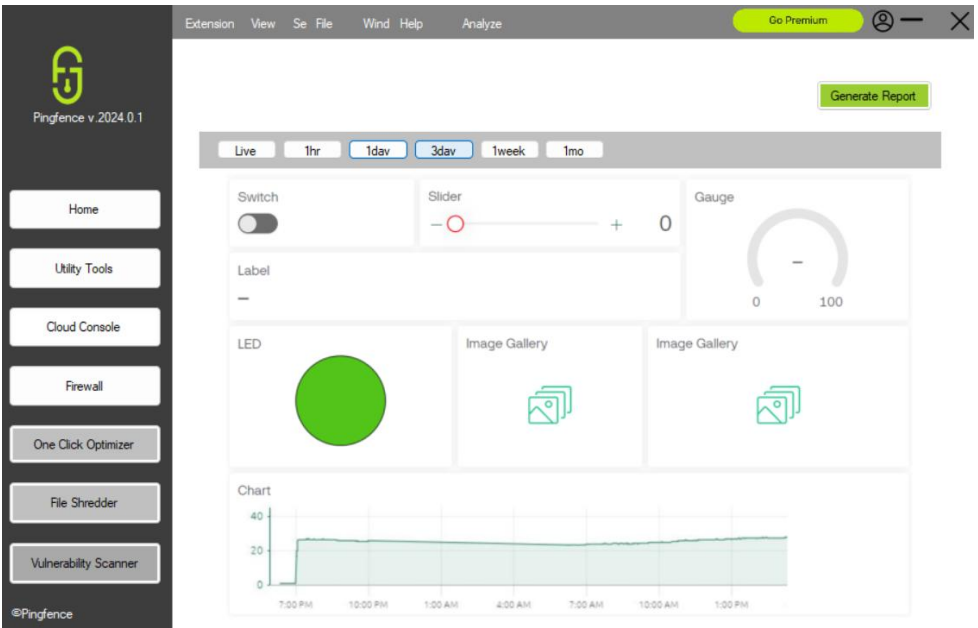 Extension View Se File Wind Help Analyze Go Premium
Pingfence v.2024.0.1
Generate Report
Live 1hr 1day 3day 1week 1mo
Home
Utility Tools
Cloud Console
Firewall
One Click Optimizer
File Shredder
Vulnerability Scanner
©Pingfence
Switch
Slider
– + 0
Gauge
–
0 100
Label
–
LED
Image Gallery
Image Gallery
Chart
40
20
0
7:00 PM 10:00 PM 1:00 AM 4:00 AM 7:00 AM 10:00 AM 1:00 PM